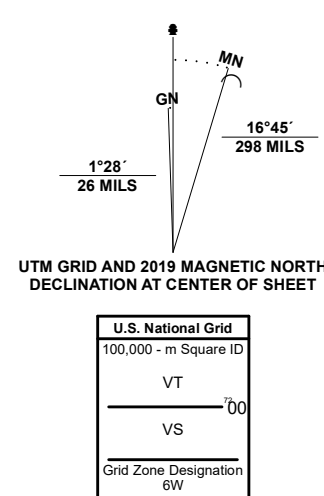 MN
GN
16°45´
298 MILS
1°28´
26 MILS
UTM GRID AND 2019 MAGNETIC NORTH
DECLINATION AT CENTER OF SHEET
U.S. National Grid
100,000 - m Square ID
VT
7200
VS
Grid Zone Designation
6W